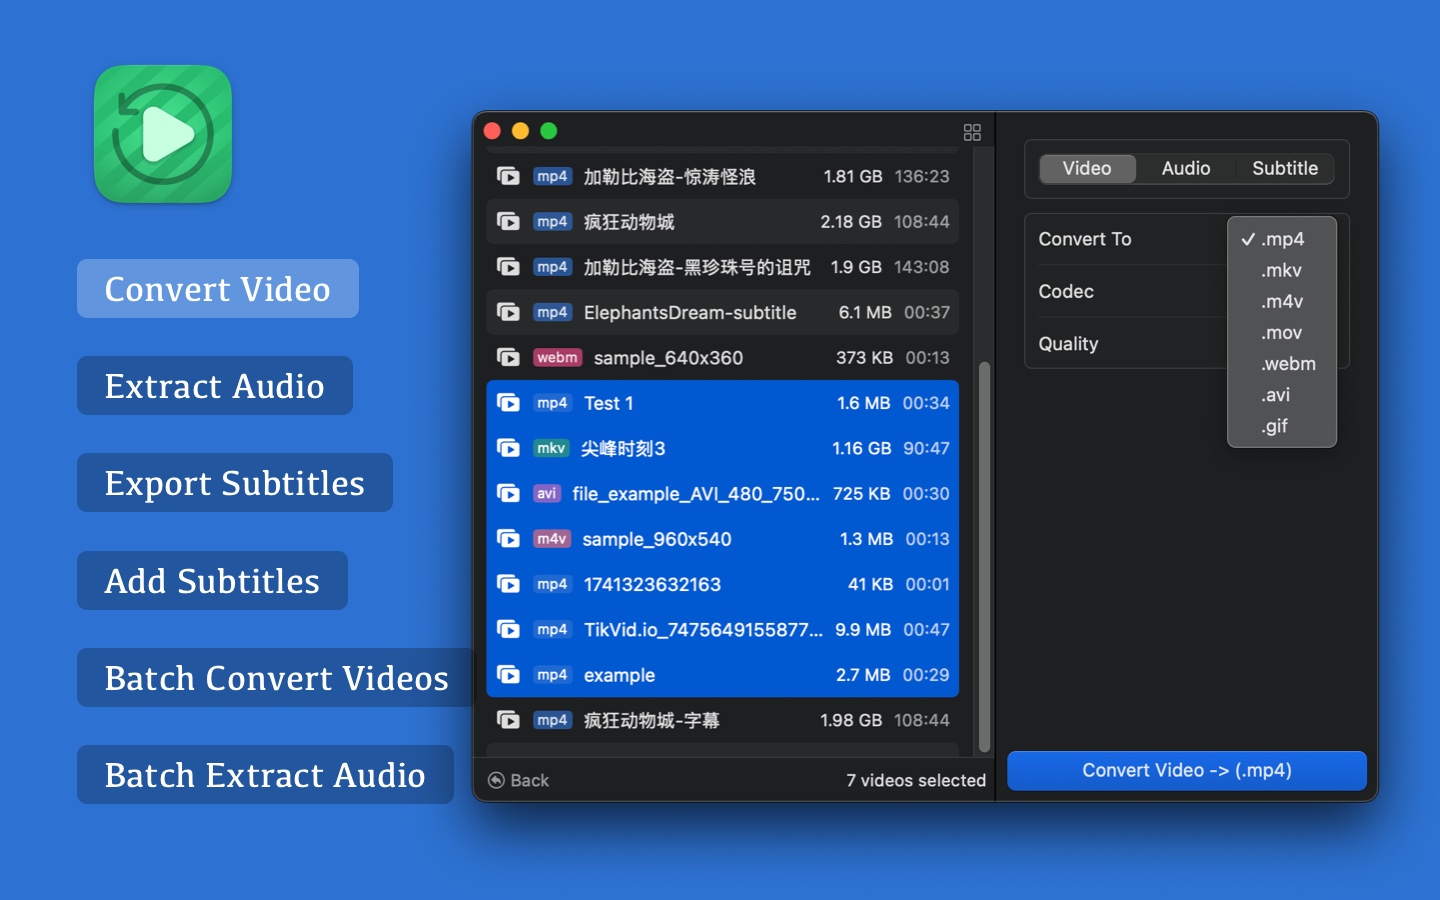 Convert Video
Extract Audio
Export Subtitles
Add Subtitles
Batch Convert Videos
Batch Extract Audio
mp4 加勒比海盗-惊涛怪浪 1.81 GB 136:23
mp4 疯狂动物城 2.18 GB 108:44
mp4 加勒比海盗-黑珍珠号的诅咒 1.9 GB 143:08
mp4 ElephantsDream-subtitle 6.1 MB 00:37
webm sample_640x360 373 KB 00:13
mp4 Test 1 1.6 MB 00:34
mkv 尖峰时刻3 1.16 GB 90:47
avi file_example_AVI_480_750... 725 KB 00:30
m4v sample_960x540 1.3 MB 00:13
mp4 1741323632163 41 KB 00:01
mp4 TikVid.io_7475649155877... 9.9 MB 00:47
mp4 example 2.7 MB 00:29
mp4 疯狂动物城-字幕 1.98 GB 108:44
Back 7 videos selected
Video Audio Subtitle
Convert To
Codec
Quality
✓ .mp4
.mkv
.m4v
.mov
.webm
.avi
.gif
Convert Video -> (.mp4)